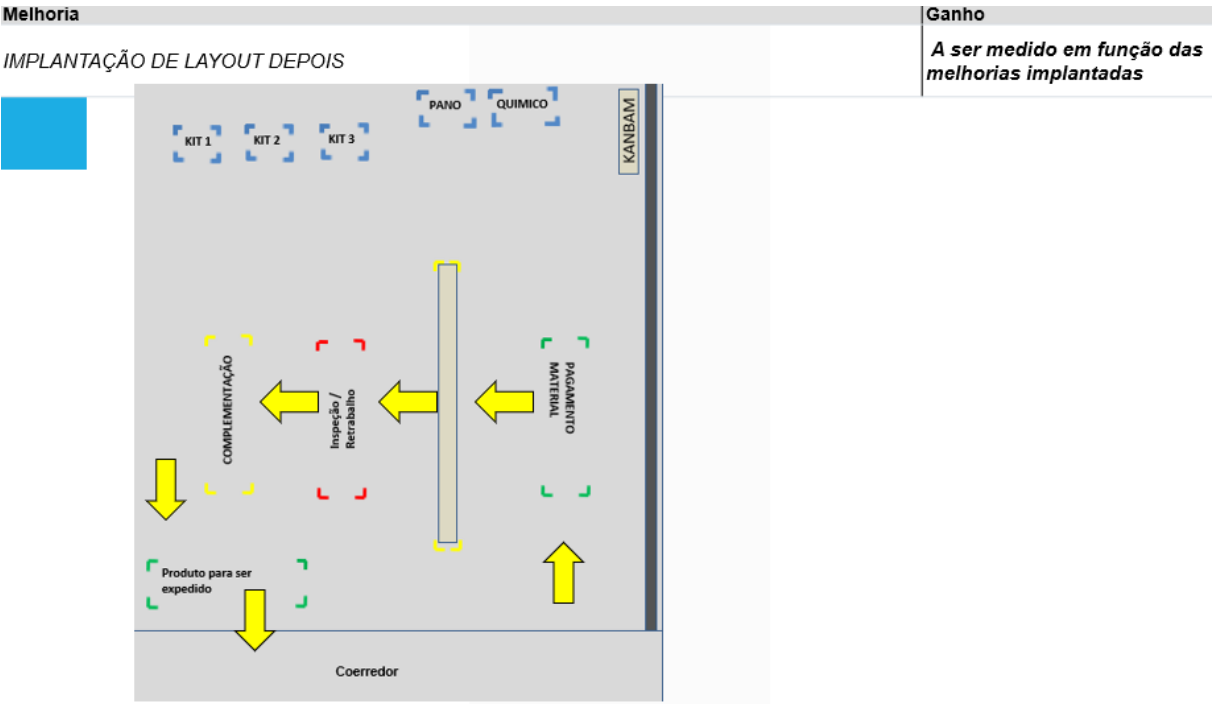 Melhoria
Ganho
IMPLANTAÇÃO DE LAYOUT DEPOIS
A ser medido em função das
melhorias implantadas
PANO
QUIMICO
KANBAM
KIT 1
KIT 2
KIT 3
COMPLEMENTAÇÃO
Inspeção /
Retrabalho
PAGAMENTO
MATERIAL
Produto para ser
expedido
Coerredor